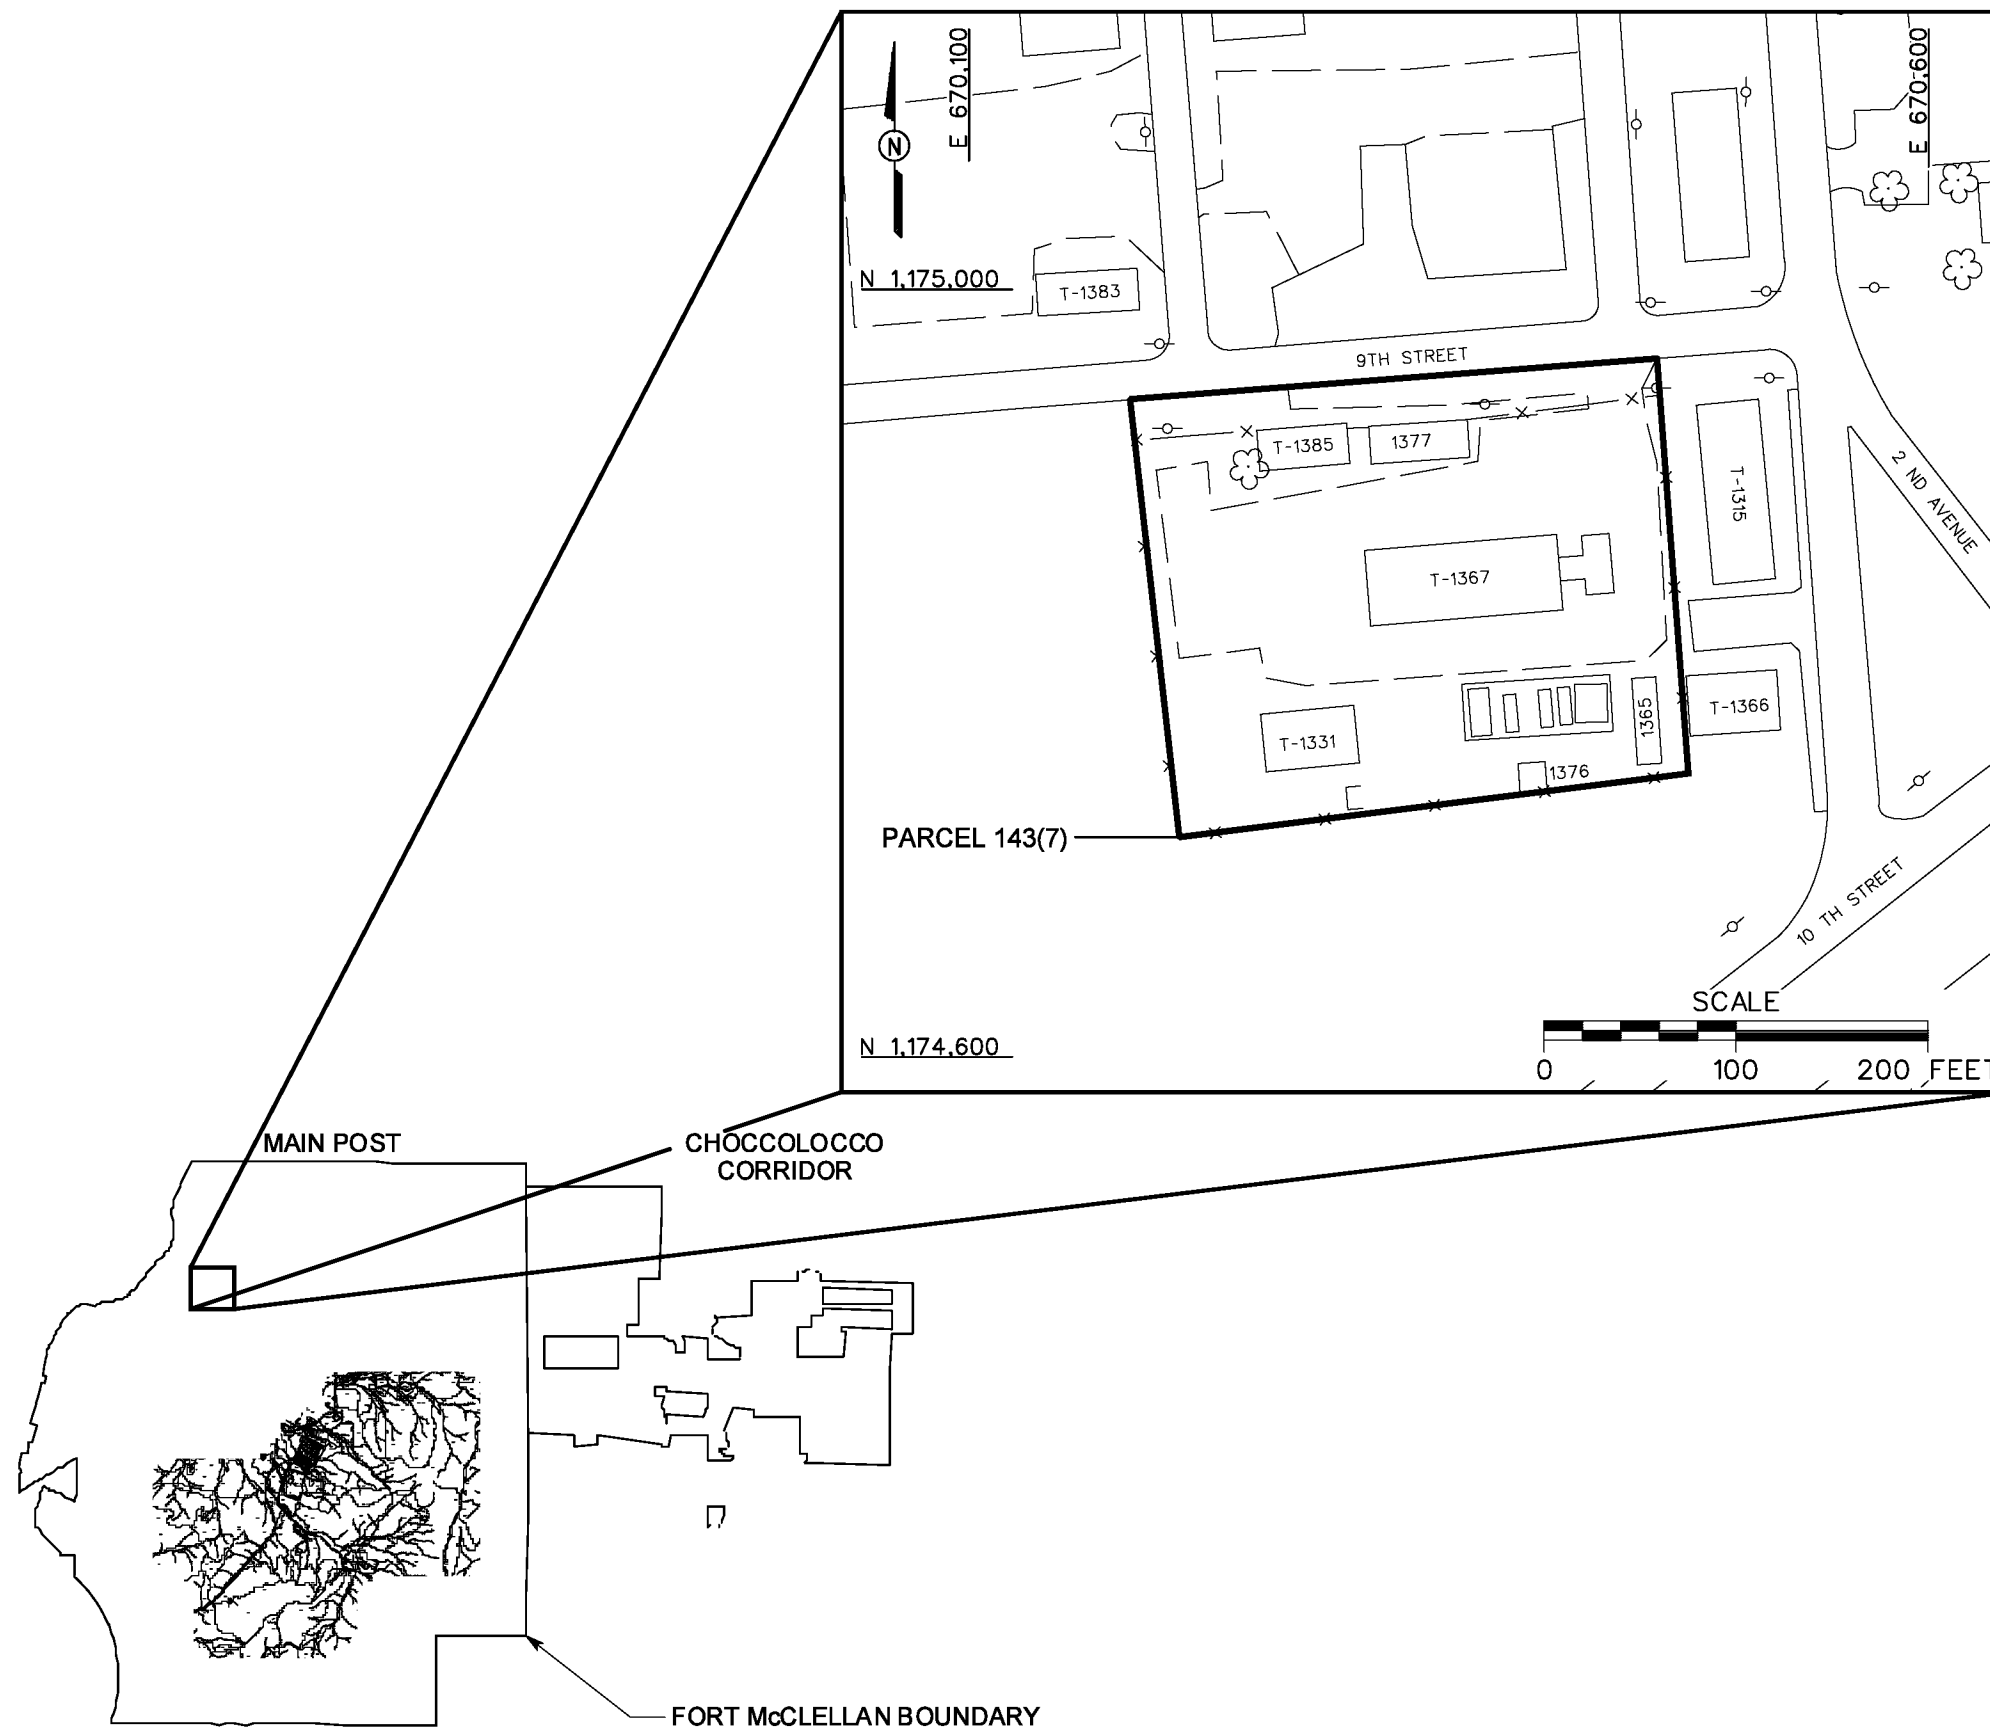 E 670,100
E 670,600
N
N 1,175,000
T-1383
9TH STREET
T-1385
1377
T-1315
2 ND AVENUE
T-1367
T-1366
1365
T-1331
1376
PARCEL 143(7)
10 TH STREET
SCALE
N 1,174,600
0 100 200 FEET
MAIN POST
CHOCCOLOCCO
CORRIDOR
FORT McCLELLAN BOUNDARY